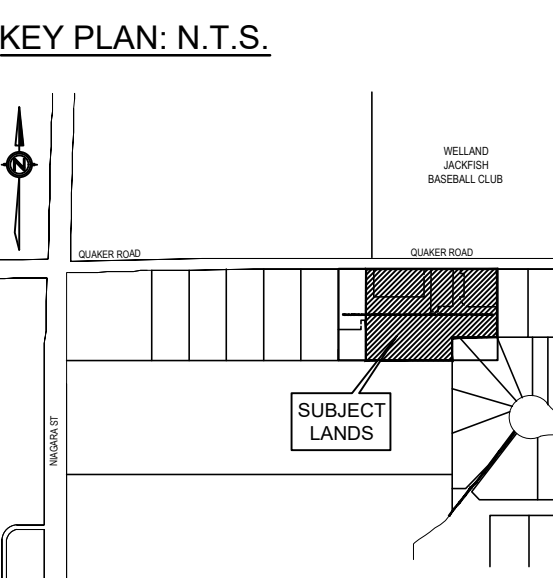 KEY PLAN: N.T.S.
N
WELLAND
JACKFISH
BASEBALL CLUB
QUAKER ROAD
QUAKER ROAD
SUBJECT
LANDS
NIAGARA ST